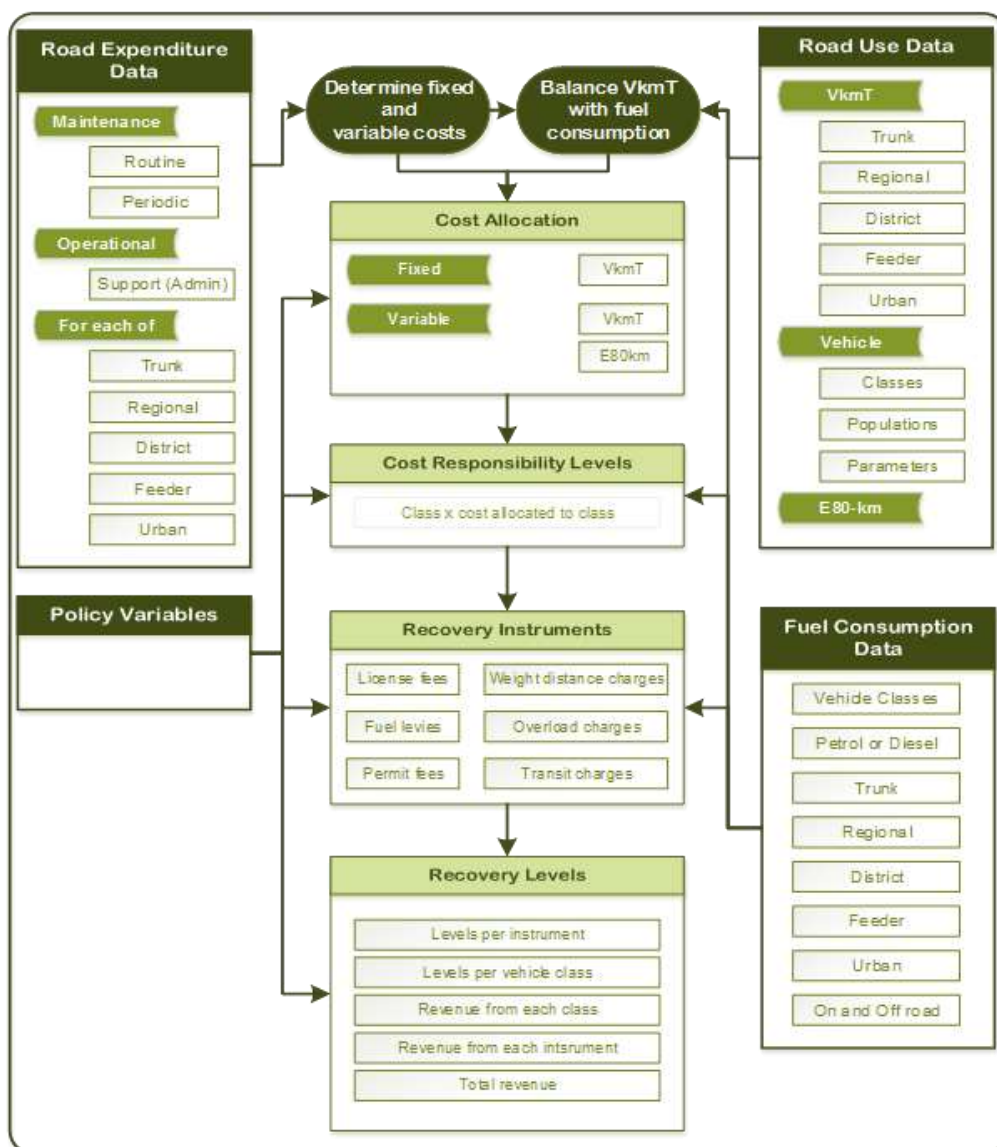 Road Expenditure
Data
Maintenance
Routine
Periodic
Operational
Support (Admin)
For each of
Trunk
Regional
District
Feeder
Urban
Policy Variables
Determine fixed
and
variable costs
Balance VkmT
with fuel
consumption
Cost Allocation
Fixed
VkmT
Variable
VkmT
E80km
Cost Responsibility Levels
Class x cost allocated to class
Recovery Instruments
License fees
Weight distance charges
Fuel levies
Overload charges
Permit fees
Transit charges
Recovery Levels
Levels per instrument
Levels per vehicle class
Revenue from each class
Revenue from each intsrument
Total revenue
Road Use Data
VkmT
Trunk
Regional
District
Feeder
Urban
Vehicle
Classes
Populations
Parameters
E80-km
Fuel Consumption
Data
Vehicle Classes
Petrol or Diesel
Trunk
Regional
District
Feeder
Urban
On and Off road